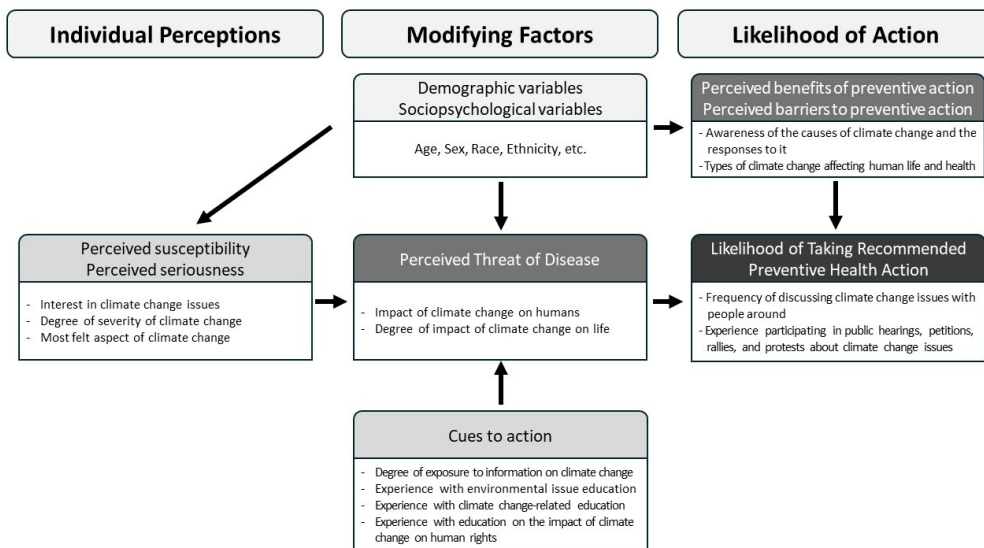 Individual Perceptions
Modifying Factors
Likelihood of Action
Demographic variables
Sociopsychological variables
Age, Sex, Race, Ethnicity, etc.
Perceived benefits of preventive action
Perceived barriers to preventive action
- Awareness of the causes of climate change and the
responses to it
- Types of climate change affecting human life and health
Perceived susceptibility
Perceived seriousness
- Interest in climate change issues
- Degree of severity of climate change
- Most felt aspect of climate change
Perceived Threat of Disease
- Impact of climate change on humans
- Degree of impact of climate change on life
Likelihood of Taking Recommended
Preventive Health Action
- Frequency of discussing climate change issues with
people around
- Experience participating in public hearings, petitions,
rallies, and protests about climate change issues
Cues to action
- Degree of exposure to information on climate change
- Experience with environmental issue education
- Experience with climate change-related education
- Experience with education on the impact of climate
change on human rights